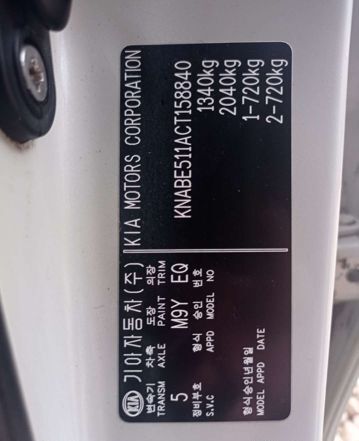 KIA 기아자동차(주) KIA MOTORS CORPORATION
변속기 차축 도장 의장
TRANSM AXLE PAINT TRIM
5 M9Y EQ
KNABE511ACT158840
정비부호 형식 승인 번호
S.V.C APPD MODEL NO
1340kg
2040kg
형식승인년월일
APPD DATE
1-720kg
2-720kg